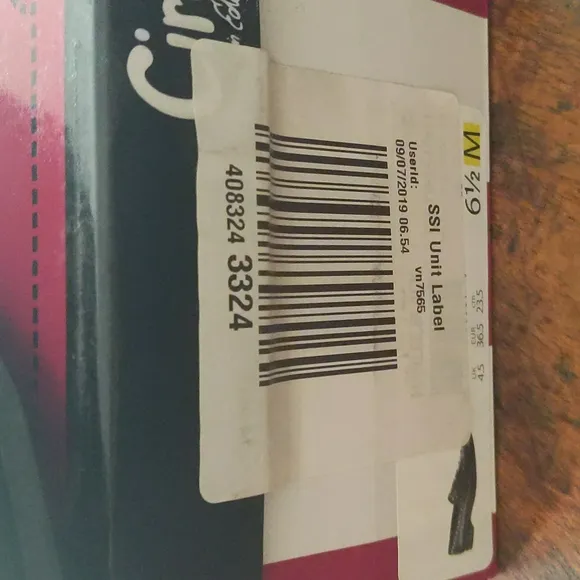 SSI Unit Label
UserId: vn7565
09/07/2019 06.54
408324 3324
6½ W
UK EUR
4.5 36.5 23.5